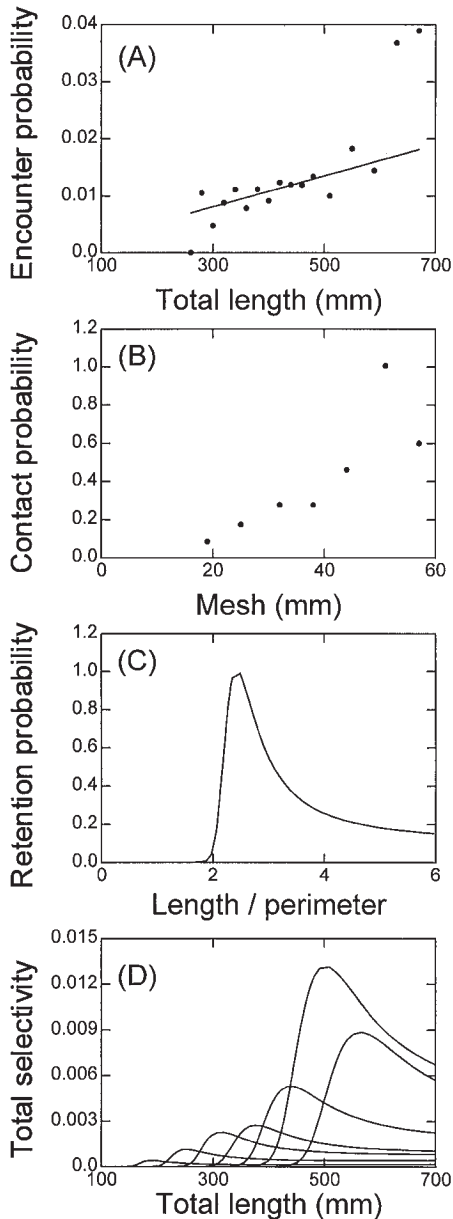 Encounter probability
(A)
0.04
0.03
0.02
0.01
0.0
100 300 500 700
Total length (mm)
Contact probability
(B)
1.2
1.0
0.8
0.6
0.4
0.2
0.0
0 20 40 60
Mesh (mm)
Retention probability
(C)
1.2
1.0
0.8
0.6
0.4
0.2
0.0
0 2 4 6
Length / perimeter
Total selectivity
(D)
0.015
0.012
0.009
0.006
0.003
0.0
100 300 500 700
Total length (mm)